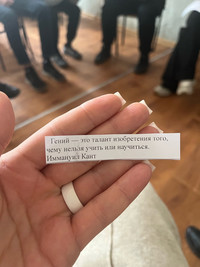 Гений — это талант изобретения того,
чему нельзя учить или научиться.
Иммануил Кант